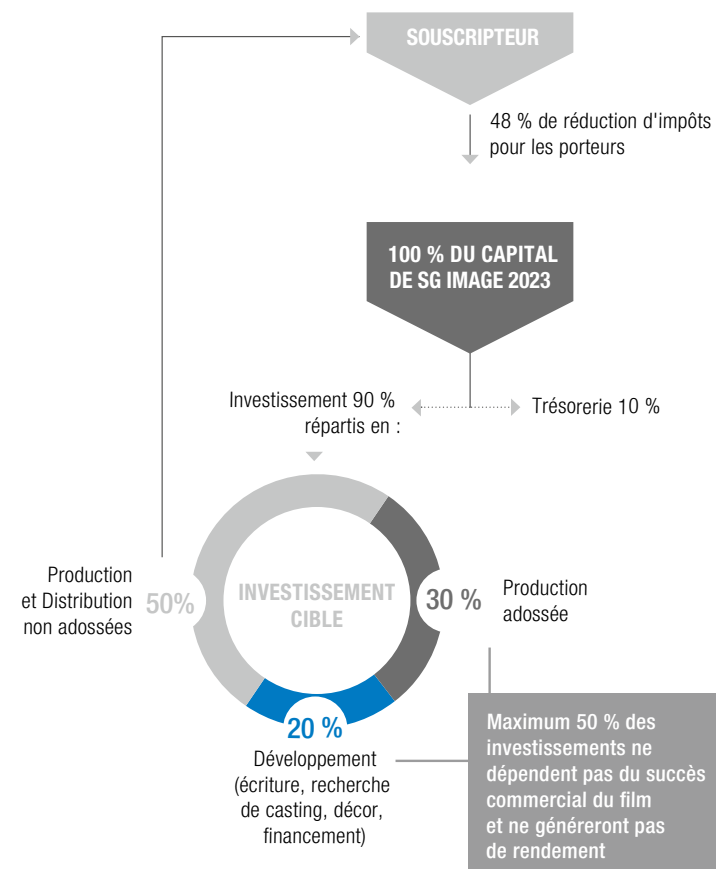 SOUSCRIPTEUR
48 % de réduction d'impôts
pour les porteurs
100 % DU CAPITAL
DE SG IMAGE 2023
Investissement 90 %
répartis en :
Trésorerie 10 %
Production
et Distribution
non adossées
50%
INVESTISSEMENT
CIBLE
30 %
Production
adossée
20 %
Développement
(écriture, recherche
de casting, décor,
financement)
Maximum 50 % des
investissements ne
dépendent pas du succès
commercial du film
et ne généreront pas
de rendement